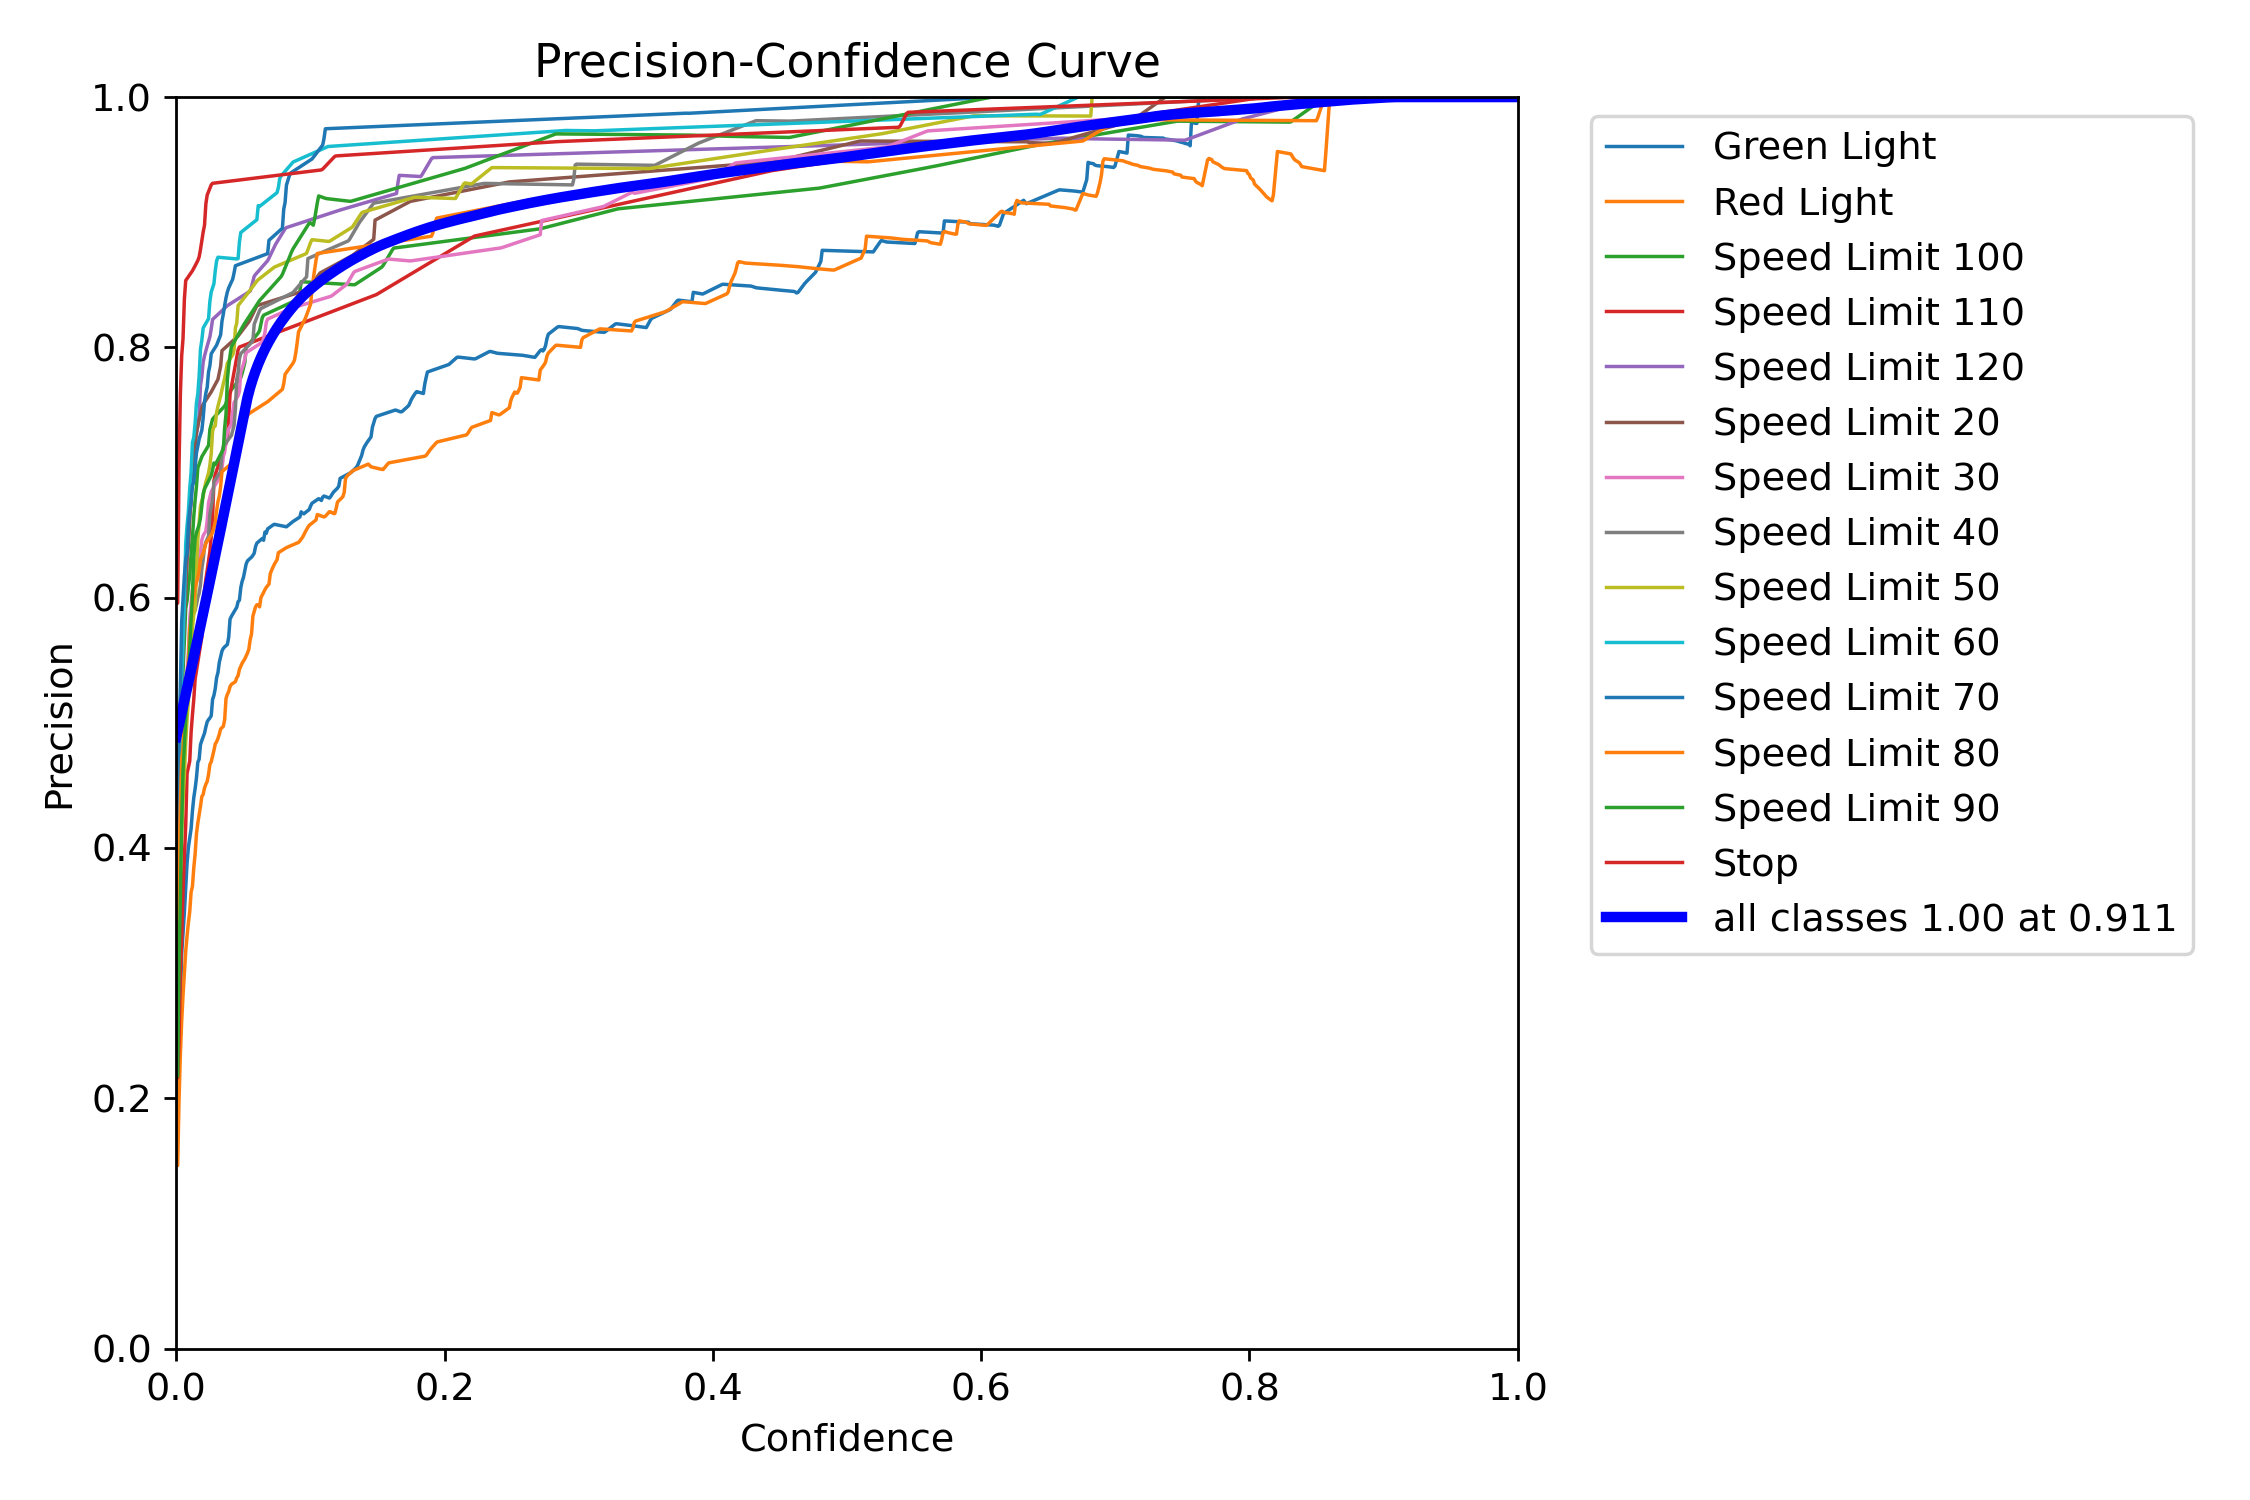 Precision-Confidence Curve
1.0
0.8
0.6
0.4
0.2
0.0
Precision
0.0 0.2 0.4 0.6 0.8 1.0
Confidence
Green Light
Red Light
Speed Limit 100
Speed Limit 110
Speed Limit 120
Speed Limit 20
Speed Limit 30
Speed Limit 40
Speed Limit 50
Speed Limit 60
Speed Limit 70
Speed Limit 80
Speed Limit 90
Stop
all classes 1.00 at 0.911